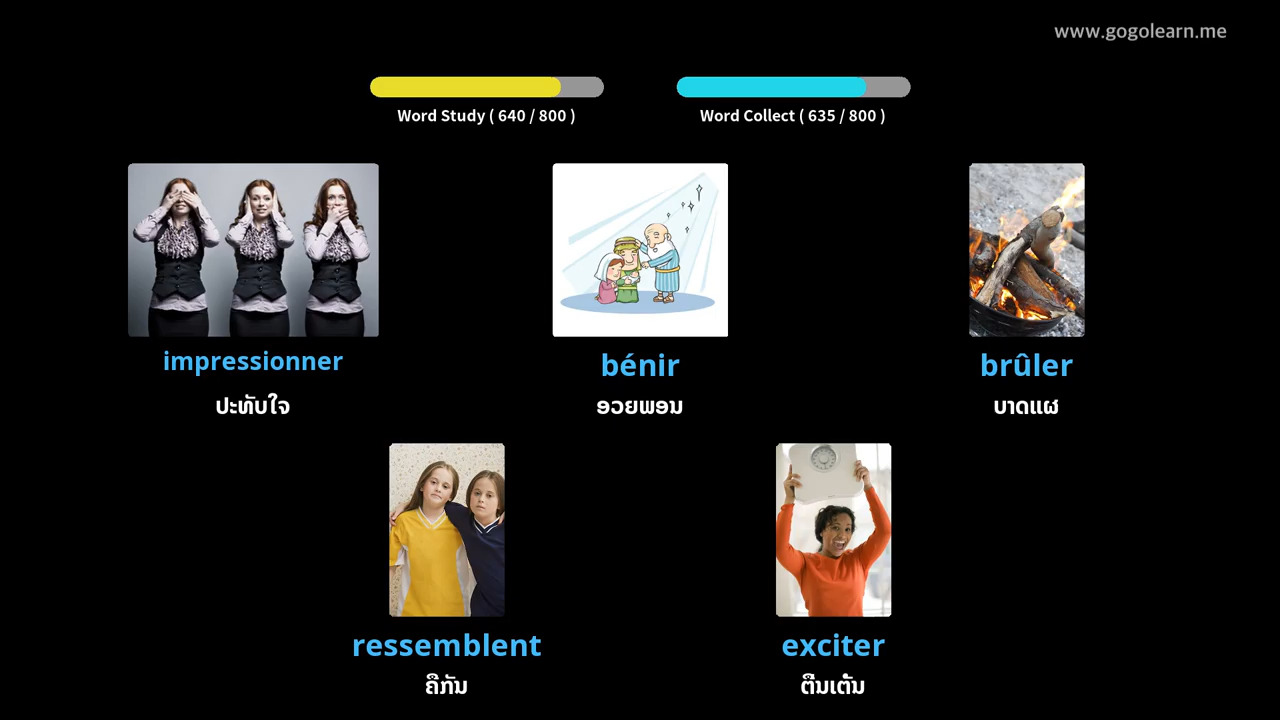 www.gogolearn.me
Word Study ( 640 / 800 )
Word Collect ( 635 / 800 )
impressionner
ປະທັບໃຈ
bénir
ອວຍພອນ
brûler
ບາດແຜ
ressemblent
ຄືກັນ
exciter
ຕື່ນເຕັ້ນ